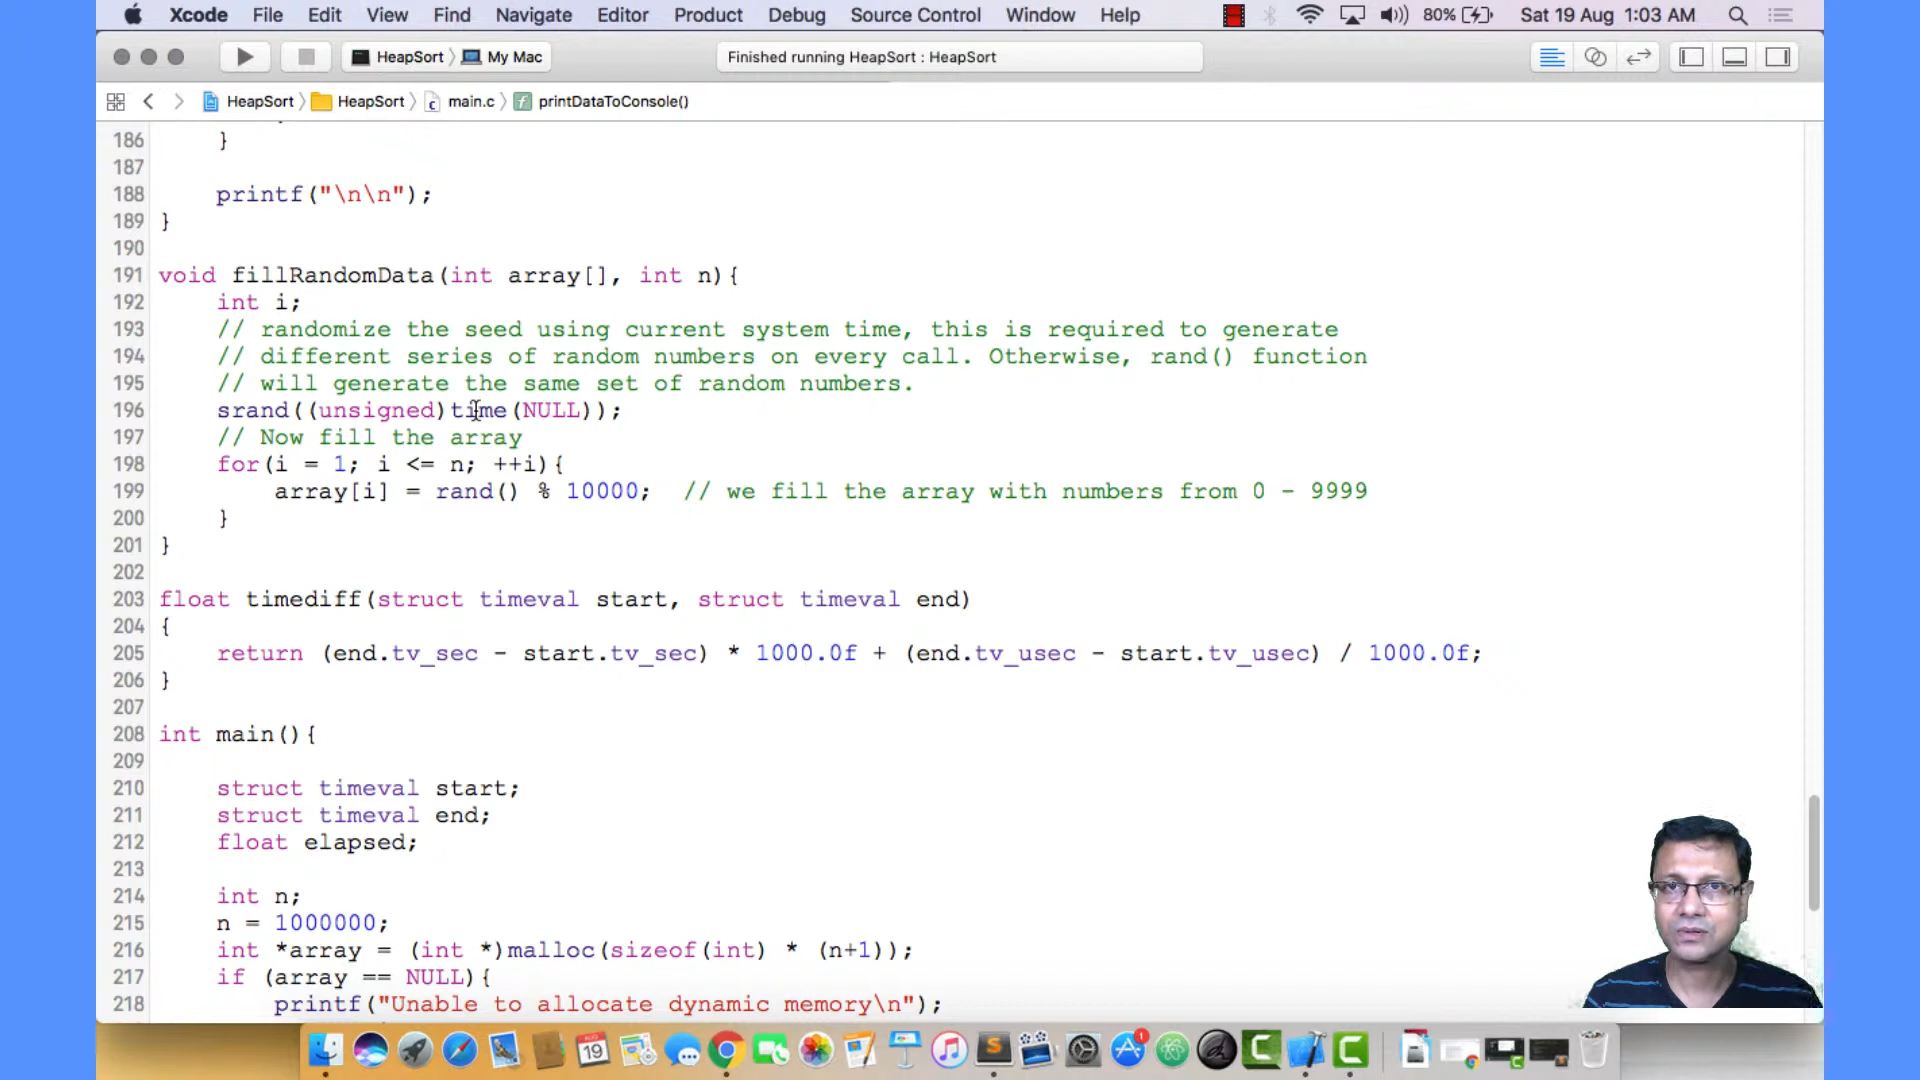 Xcode File Edit View Find Navigate Editor Product Debug Source Control Window Help 80% Sat 19 Aug 1:03 AM
HeapSort My Mac Finished running HeapSort : HeapSort
HeapSort HeapSort main.c printDataToConsole()
186 }
187
188 printf("\n\n");
189 }
190
191 void fillRandomData(int array[], int n){
192 int i;
193 // randomize the seed using current system time, this is required to generate
194 // different series of random numbers on every call. Otherwise, rand() function
195 // will generate the same set of random numbers.
196 srand((unsigned)time(NULL));
197 // Now fill the array
198 for(i = 1; i <= n; ++i){
199 array[i] = rand() % 10000; // we fill the array with numbers from 0 - 9999
200 }
201 }
202
203 float timediff(struct timeval start, struct timeval end)
204 {
205 return (end.tv_sec - start.tv_sec) * 1000.0f + (end.tv_usec - start.tv_usec) / 1000.0f;
206 }
207
208 int main(){
209
210 struct timeval start;
211 struct timeval end;
212 float elapsed;
213
214 int n;
215 n = 1000000;
216 int *array = (int *)malloc(sizeof(int) * (n+1));
217 if (array == NULL){
218 printf("Unable to allocate dynamic memory\n");
AUG
19
1